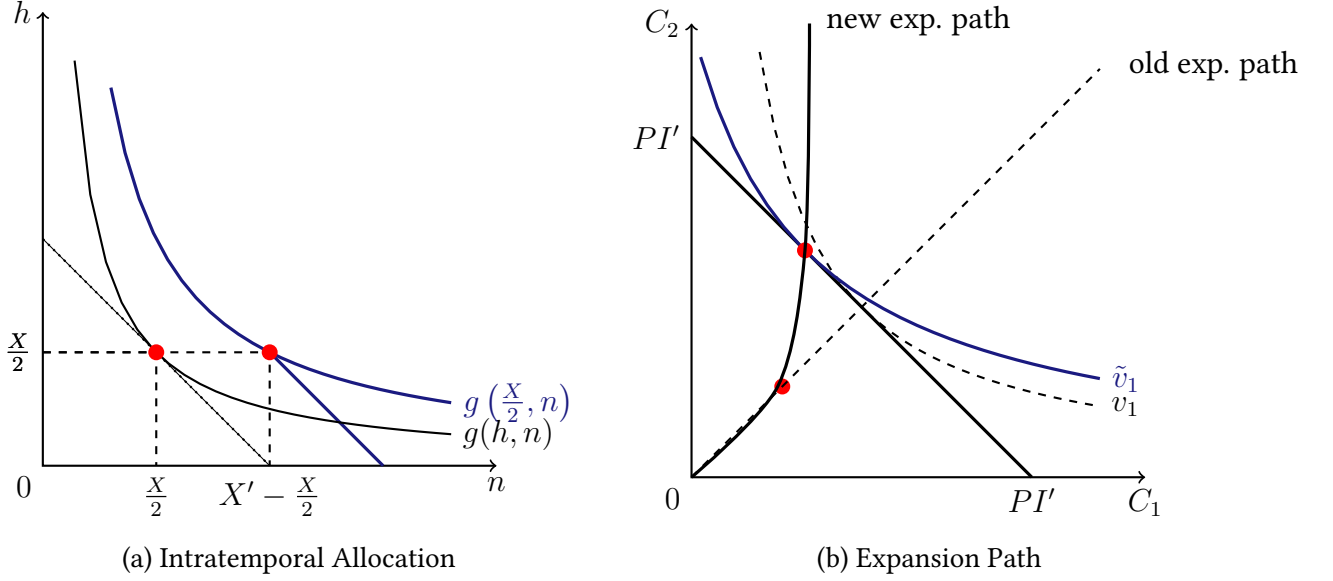 h
X/2
0
X/2
X′ − X/2
n
g(X/2, n)
g(h, n)
(a) Intratemporal Allocation
C₂
new exp. path
old exp. path
PI′
ṽ₁
v₁
0
PI′
C₁
(b) Expansion Path